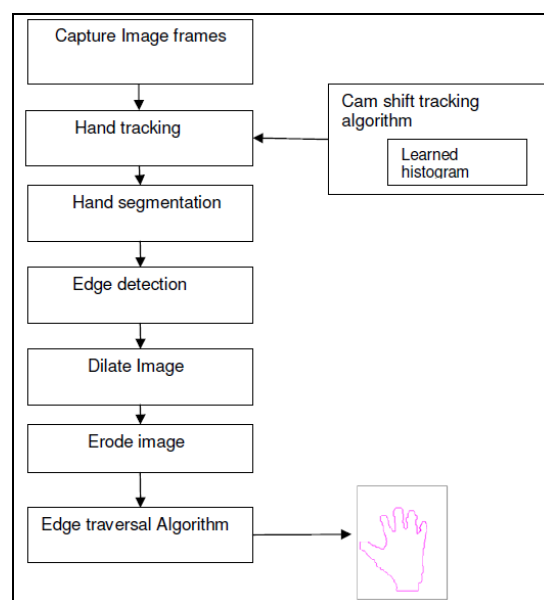 Capture Image frames
Hand tracking
Cam shift tracking
algorithm
Learned
histogram
Hand segmentation
Edge detection
Dilate Image
Erode image
Edge traversal Algorithm